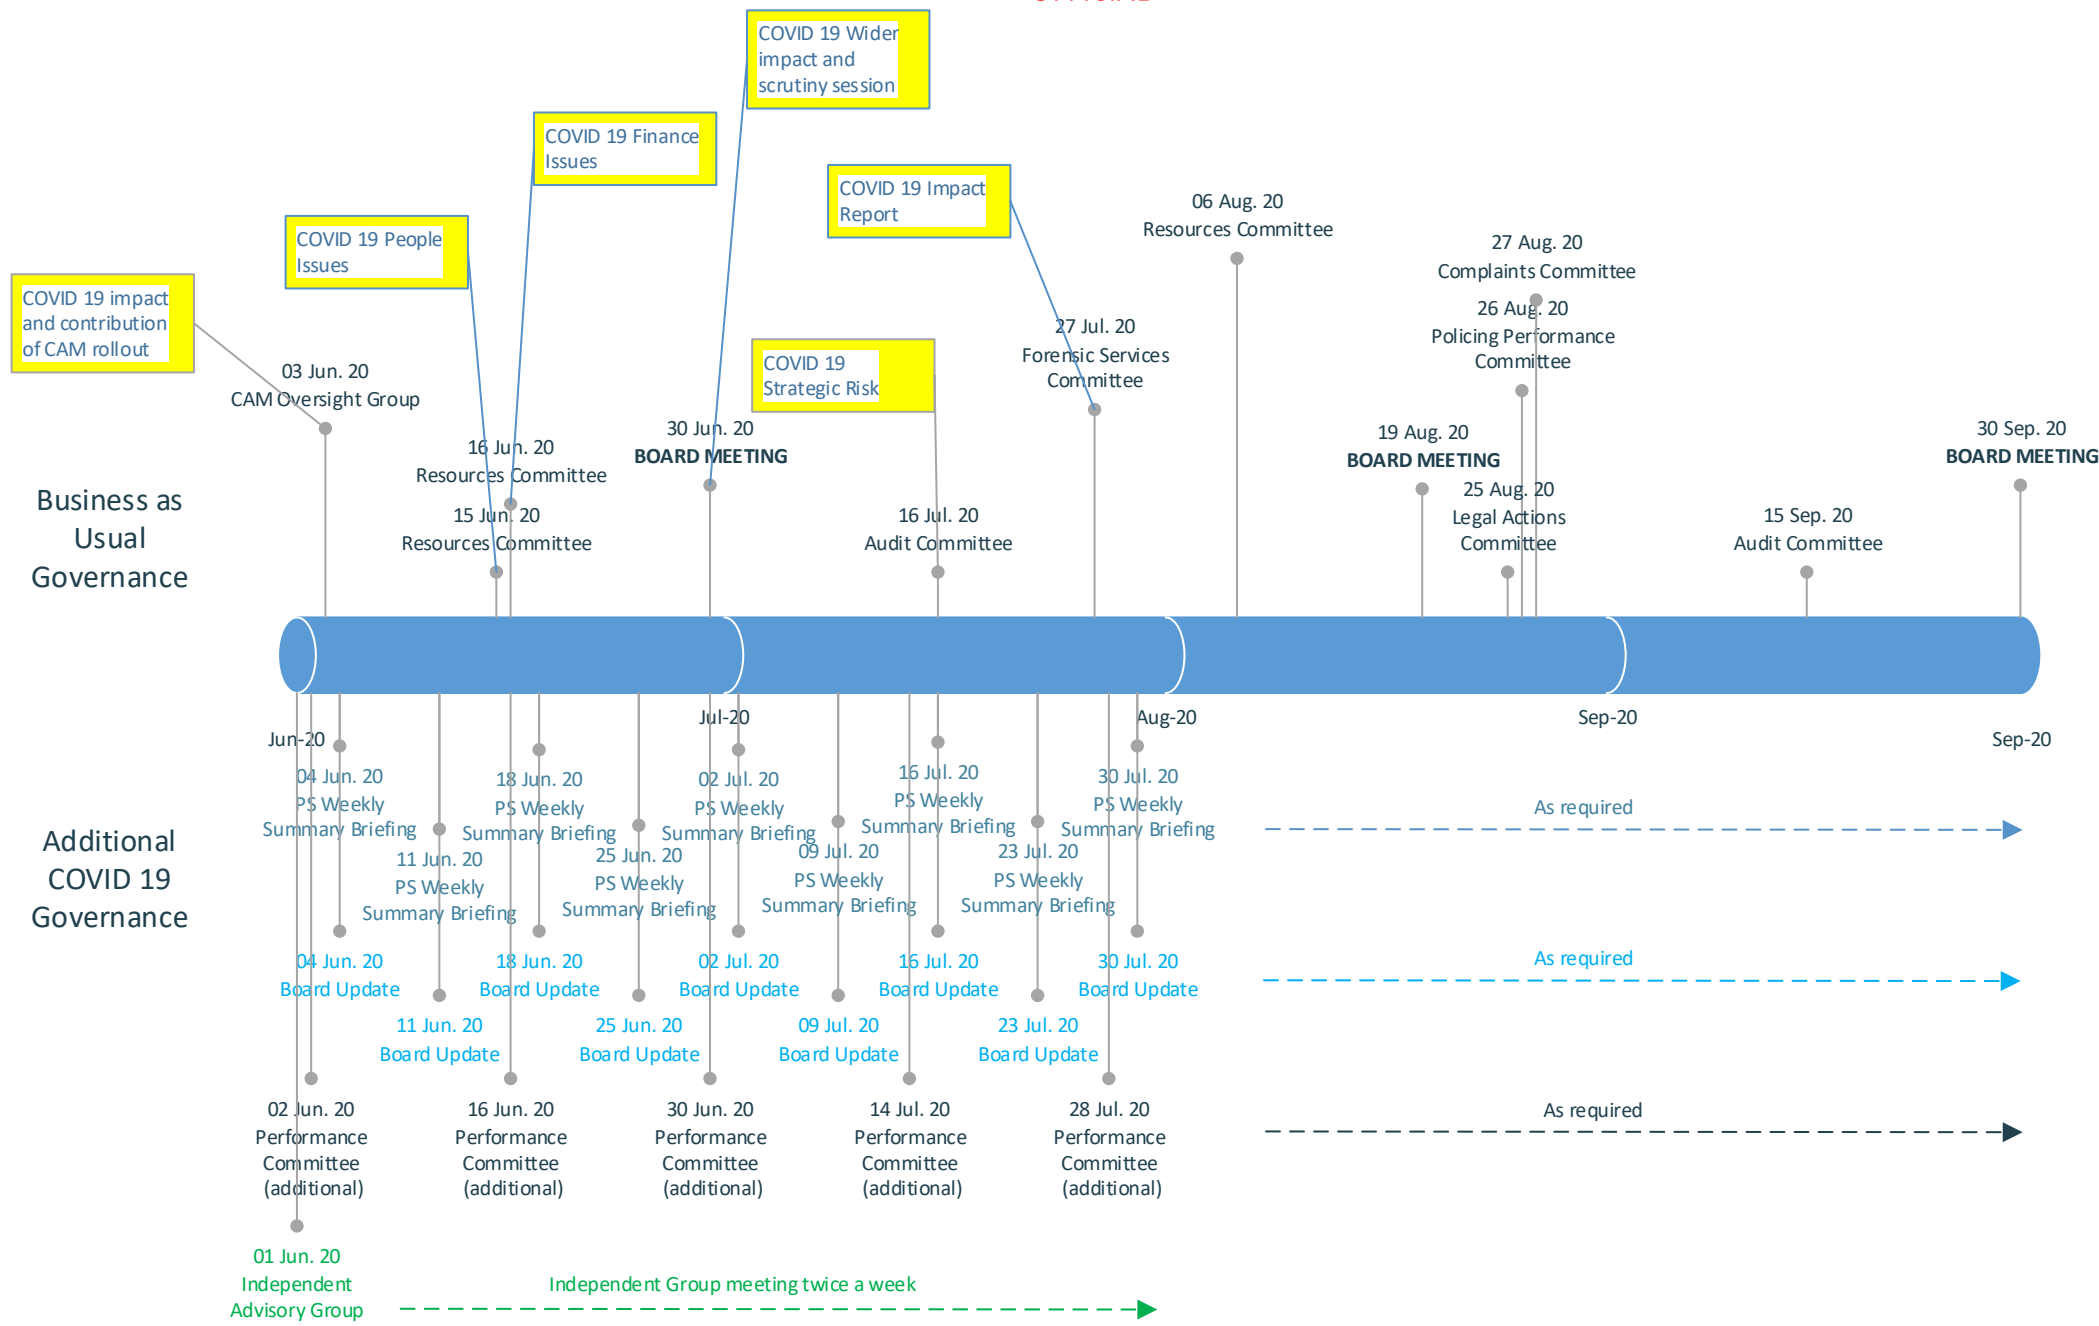 COVID 19 Wider
impact and
scrutiny session
COVID 19 Finance
Issues
COVID 19 Impact
Report
COVID 19 People
Issues
COVID 19 impact
and contribution
of CAM rollout
COVID 19
Strategic Risk
03 Jun. 20
CAM Oversight Group
16 Jun. 20
Resources Committee
15 Jun. 20
Resources Committee
30 Jun. 20
BOARD MEETING
16 Jul. 20
Audit Committee
27 Jul. 20
Forensic Services
Committee
06 Aug. 20
Resources Committee
19 Aug. 20
BOARD MEETING
27 Aug. 20
Complaints Committee
26 Aug. 20
Policing Performance
Committee
25 Aug. 20
Legal Actions
Committee
15 Sep. 20
Audit Committee
30 Sep. 20
BOARD MEETING
Business as
Usual
Governance
Jun-20
Jul-20
Aug-20
Sep-20
Sep-20
Additional
COVID 19
Governance
04 Jun. 20
PS Weekly
Summary Briefing
11 Jun. 20
PS Weekly
Summary Briefing
18 Jun. 20
PS Weekly
Summary Briefing
25 Jun. 20
PS Weekly
Summary Briefing
02 Jul. 20
PS Weekly
Summary Briefing
09 Jul. 20
PS Weekly
Summary Briefing
16 Jul. 20
PS Weekly
Summary Briefing
23 Jul. 20
PS Weekly
Summary Briefing
30 Jul. 20
PS Weekly
Summary Briefing
As required
04 Jun. 20
Board Update
11 Jun. 20
Board Update
18 Jun. 20
Board Update
25 Jun. 20
Board Update
02 Jul. 20
Board Update
09 Jul. 20
Board Update
16 Jul. 20
Board Update
23 Jul. 20
Board Update
30 Jul. 20
Board Update
As required
02 Jun. 20
Performance
Committee
(additional)
16 Jun. 20
Performance
Committee
(additional)
30 Jun. 20
Performance
Committee
(additional)
14 Jul. 20
Performance
Committee
(additional)
28 Jul. 20
Performance
Committee
(additional)
As required
01 Jun. 20
Independent
Advisory Group
Independent Group meeting twice a week